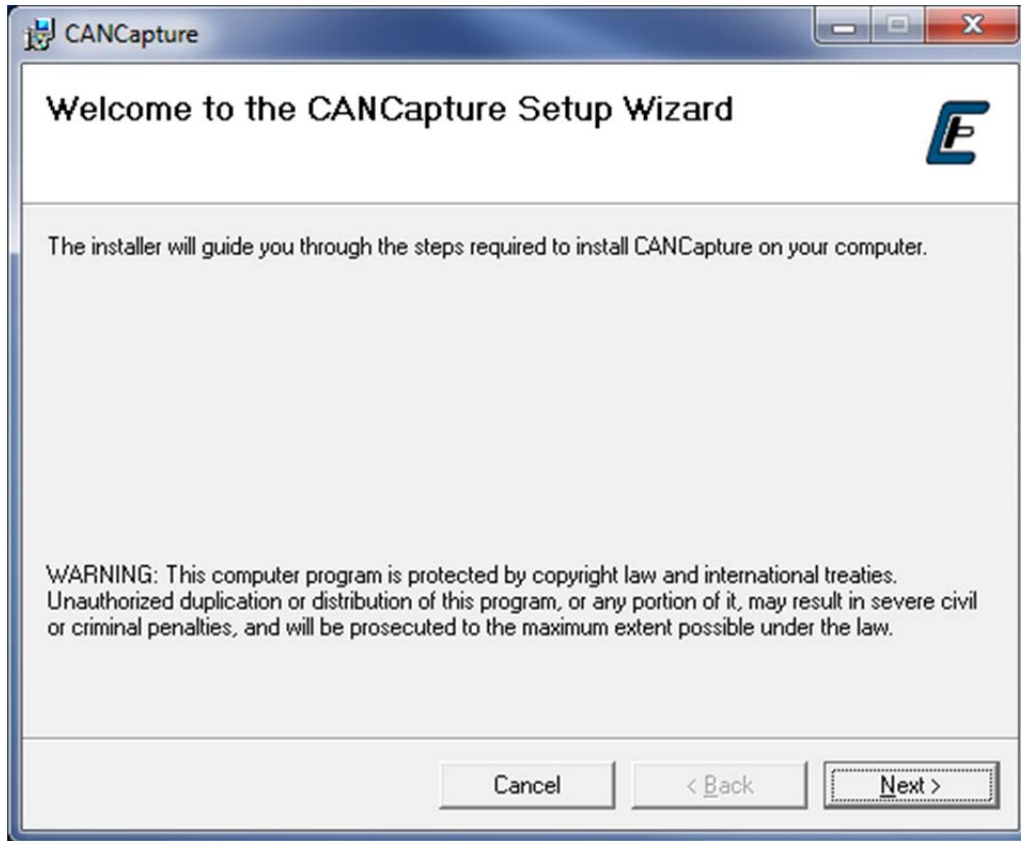 CANCapture
Welcome to the CANCapture Setup Wizard
The installer will guide you through the steps required to install CANCapture on your computer.
WARNING: This computer program is protected by copyright law and international treaties.
Unauthorized duplication or distribution of this program, or any portion of it, may result in severe civil
or criminal penalties, and will be prosecuted to the maximum extent possible under the law.
Cancel < Back Next >